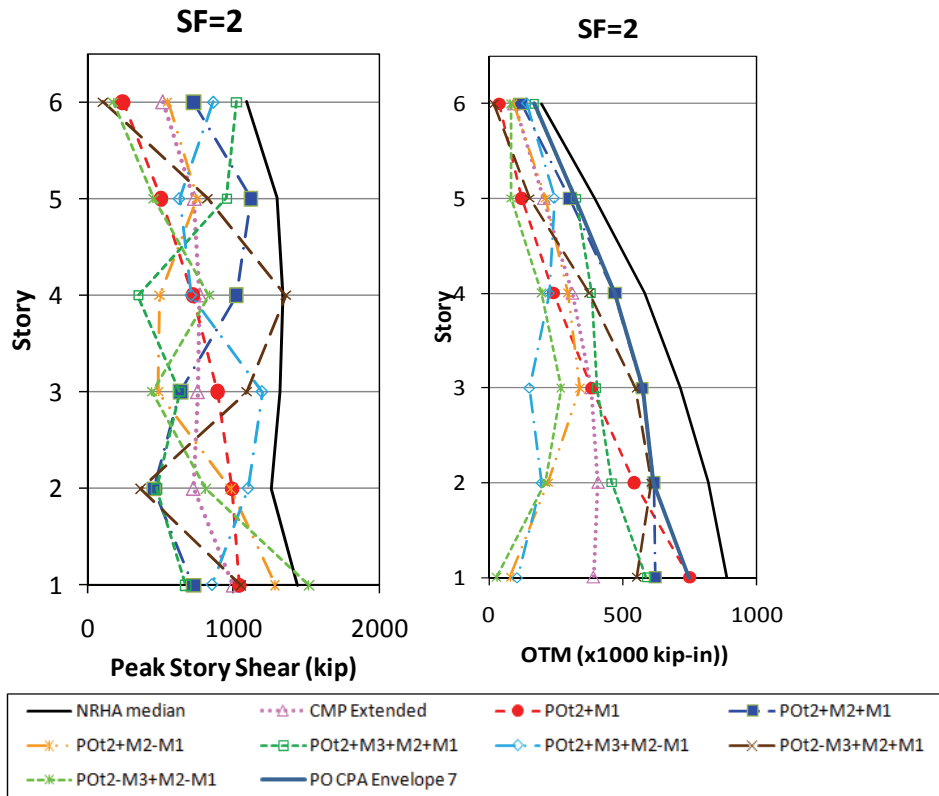 SF=2
SF=2
6
5
4
3
2
1
Story
0
1000
2000
Peak Story Shear (kip)
6
5
4
3
2
1
Story
0
500
1000
OTM (x1000 kip-in))
NRHA median
CMP Extended
POt2+M1
POt2+M2+M1
POt2+M2-M1
POt2+M3+M2+M1
POt2+M3+M2-M1
POt2-M3+M2+M1
POt2-M3+M2-M1
PO CPA Envelope 7